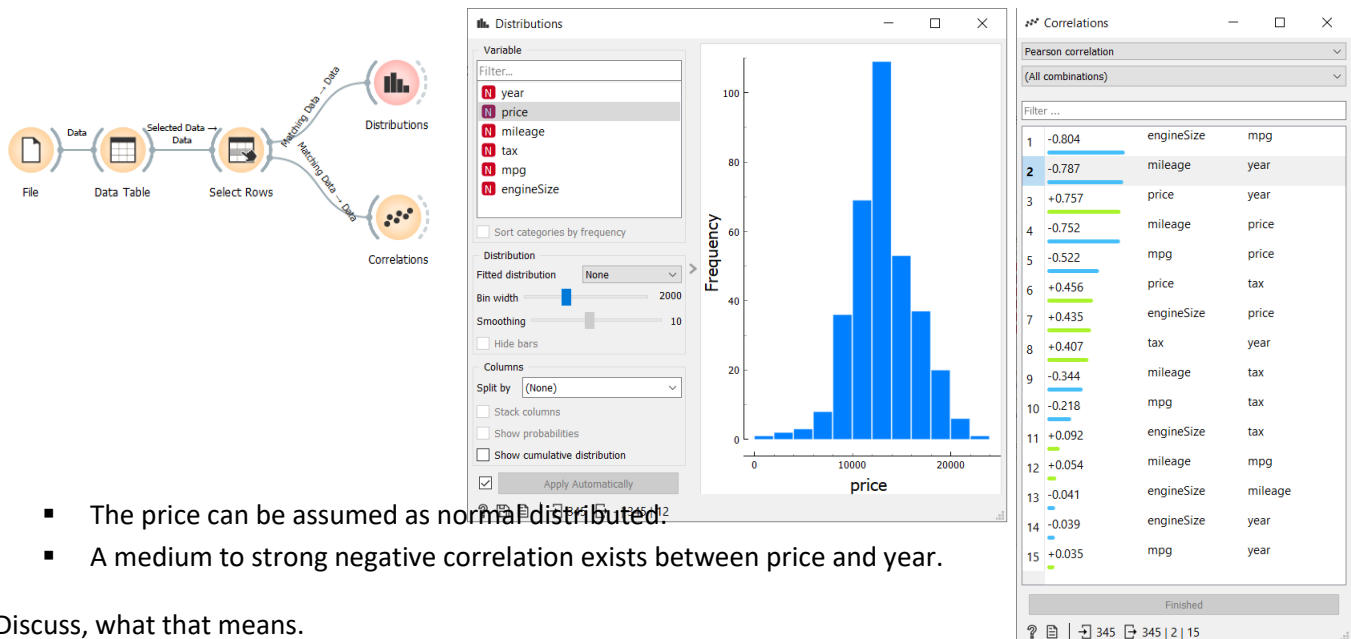 File
Data
Data Table
Selected Data →
Data
Select Rows
Matching Data → Data
Distributions
Matching Data → Data
Correlations
Distributions
Variable
Filter...
N year
N price
N mileage
N tax
N mpg
N engineSize
Sort categories by frequency
Distribution
Fitted distribution None
Bin width 2000
Smoothing 10
Hide bars
Columns
Split by (None)
Stack columns
Show probabilities
Show cumulative distribution
Apply Automatically
Frequency
100
80
60
40
20
0
0 10000 20000
price
Correlations
Pearson correlation
(All combinations)
Filter ...
1 -0.804 engineSize mpg
2 -0.787 mileage year
3 +0.757 price year
4 -0.752 mileage price
5 -0.522 mpg price
6 +0.456 price tax
7 +0.435 engineSize price
8 +0.407 tax year
9 -0.344 mileage tax
10 -0.218 mpg tax
11 +0.092 engineSize tax
12 +0.054 mileage mpg
13 -0.041 engineSize mileage
14 -0.039 engineSize year
15 +0.035 mpg year
Finished
? 345 345 | 2 | 15
▪ The price can be assumed as normal distributed.
▪ A medium to strong negative correlation exists between price and year.
Discuss, what that means.